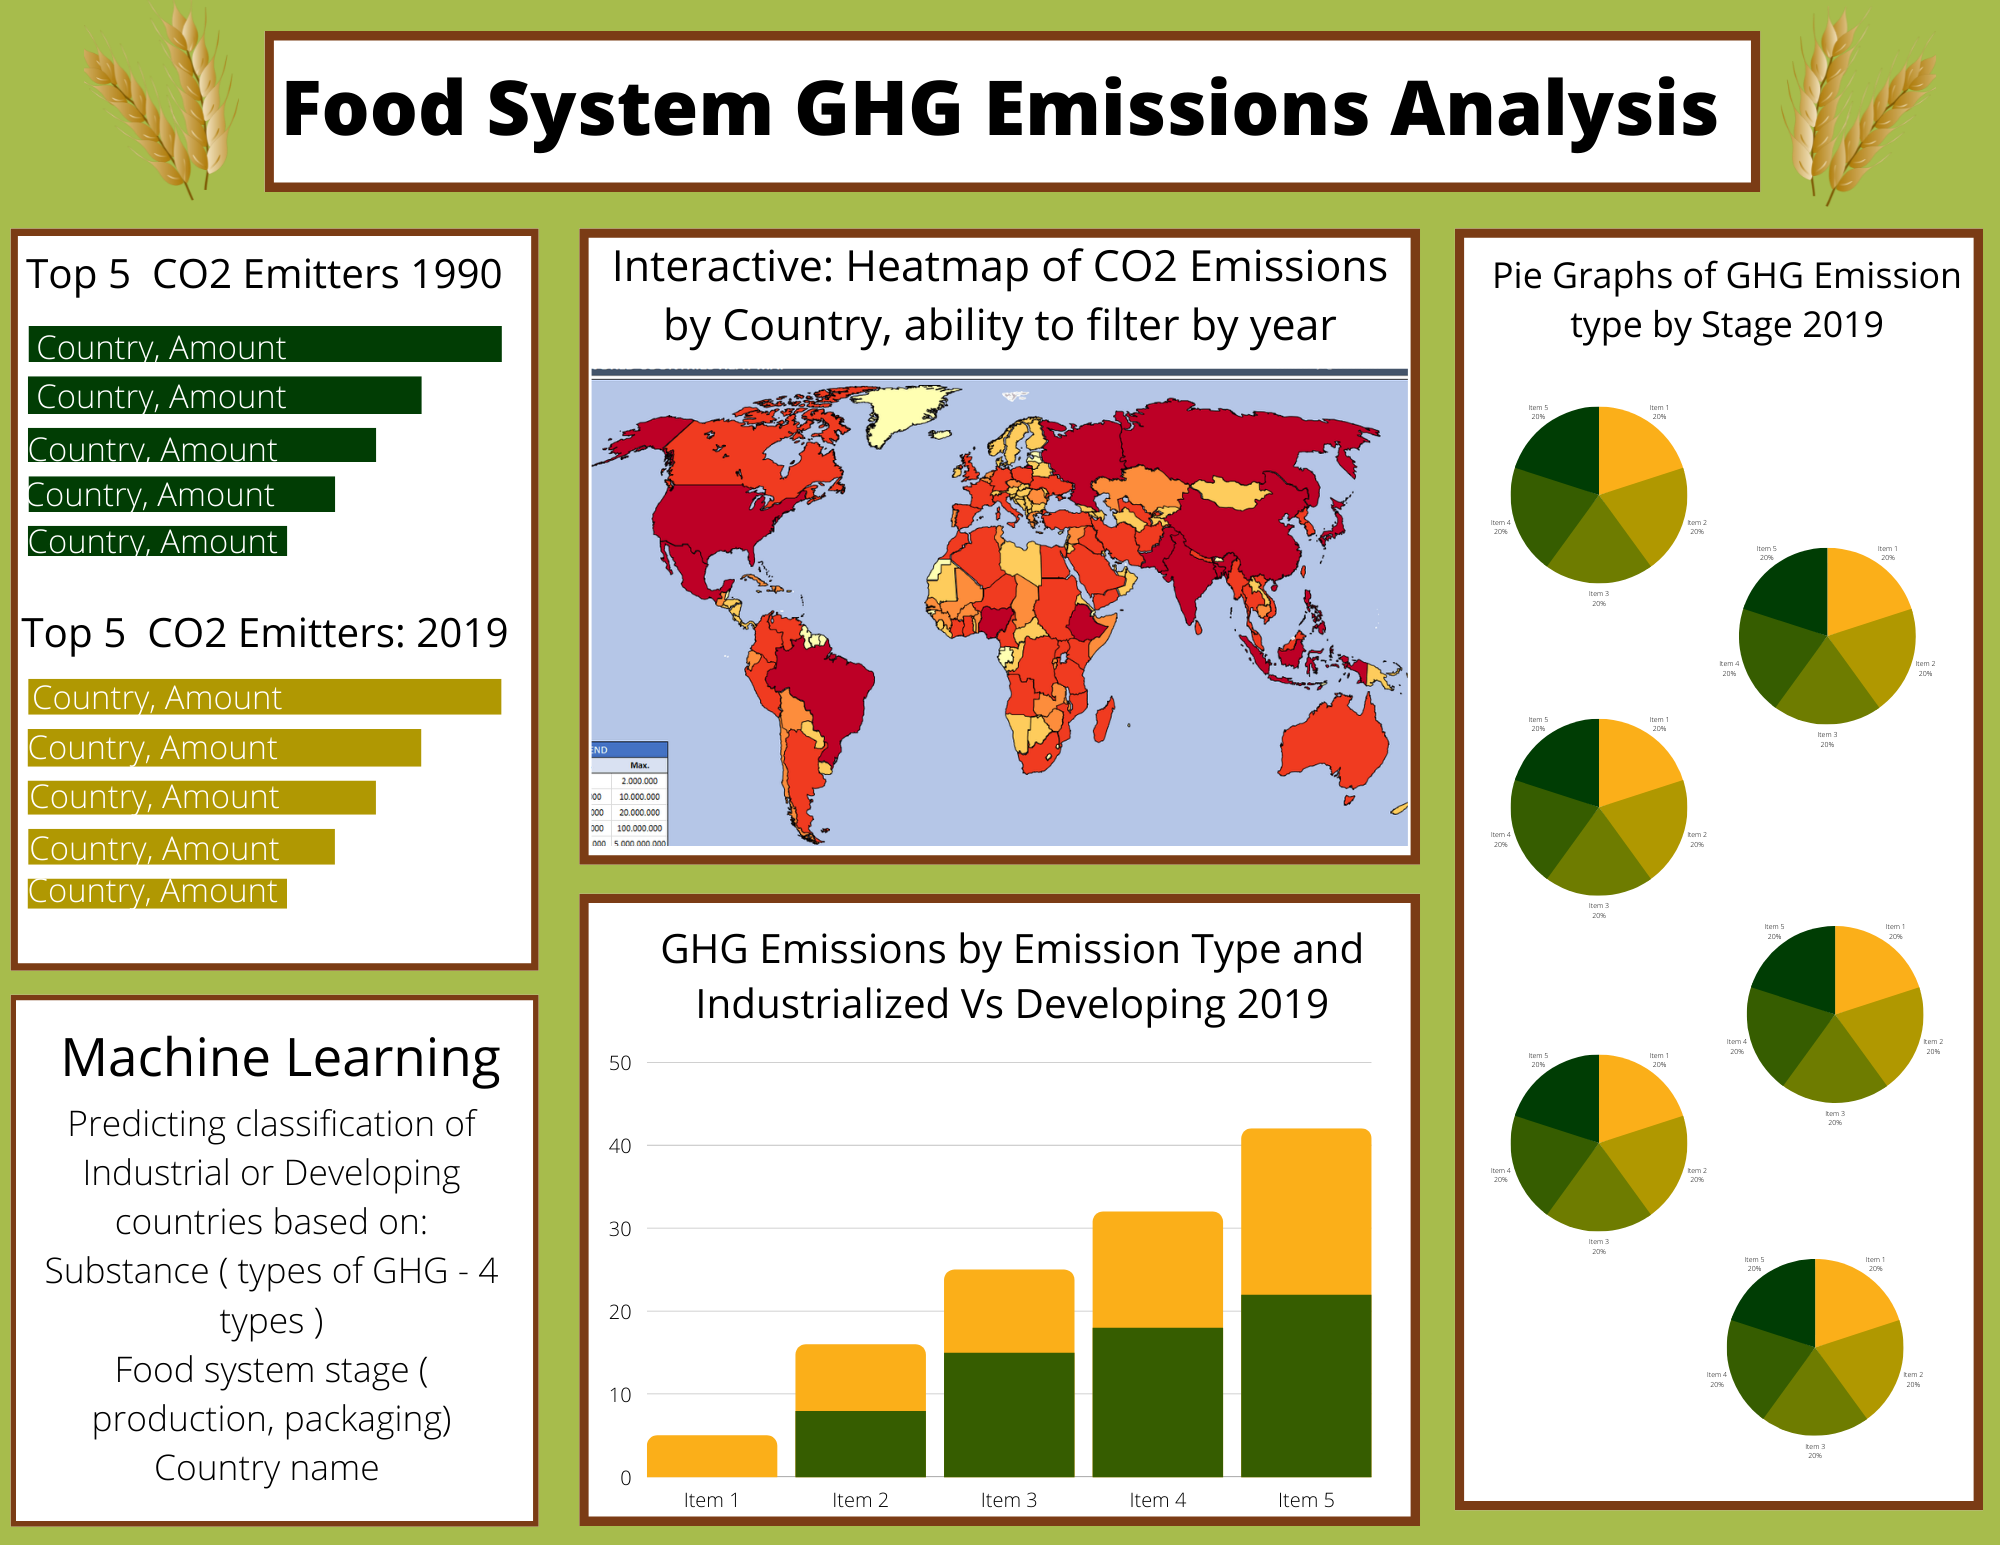 Food System GHG Emissions Analysis
Top 5 CO2 Emitters 1990
Country, Amount
Country, Amount
Country, Amount
Country, Amount
Country, Amount
Top 5 CO2 Emitters: 2019
Country, Amount
Country, Amount
Country, Amount
Country, Amount
Country, Amount
Machine Learning
Predicting classification of
Industrial or Developing
countries based on:
Substance ( types of GHG - 4
types )
Food system stage (
production, packaging)
Country name
Interactive: Heatmap of CO2 Emissions
by Country, ability to filter by year
END
Max.
2.000.000
00 10.000.000
000 20.000.000
000 100.000.000
000 5.000.000.000
GHG Emissions by Emission Type and
Industrialized Vs Developing 2019
50
40
30
20
10
0
Item 1 Item 2 Item 3 Item 4 Item 5
Pie Graphs of GHG Emission
type by Stage 2019
Item 5 Item 1
20% 20%
Item 4 Item 2
20% 20%
Item 3
20%
Item 5 Item 1
20% 20%
Item 4 Item 2
20% 20%
Item 3
20%
Item 5 Item 1
20% 20%
Item 4 Item 2
20% 20%
Item 3
20%
Item 5 Item 1
20% 20%
Item 4 Item 2
20% 20%
Item 3
20%
Item 5 Item 1
20% 20%
Item 4 Item 2
20% 20%
Item 3
20%
Item 5 Item 1
20% 20%
Item 4 Item 2
20% 20%
Item 3
20%